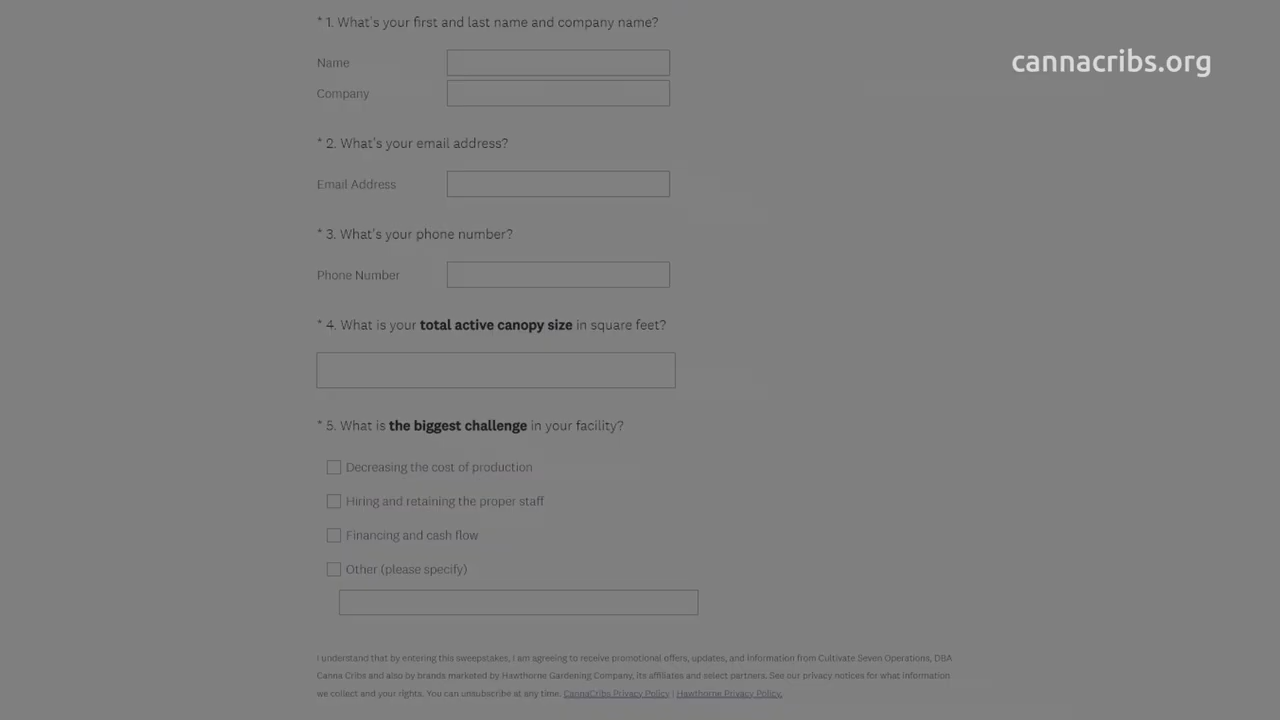 * 1. What's your first and last name and company name?
cannacribs.org
Name
Company
* 2. What's your email address?
Email Address
* 3. What's your phone number?
Phone Number
* 4. What is your total active canopy size in square feet?
* 5. What is the biggest challenge in your facility?
Decreasing the cost of production
Hiring and retaining the proper staff
Financing and cash flow
Other (please specify)
I understand that by entering this sweepstakes, I am agreeing to receive promotional offers, updates, and information from Cultivate Seven Operations, DBA
Canna Cribs and also by brands marketed by Hawthorne Gardening Company, its affiliates and select partners. See our privacy notices for what information
we collect and your rights. You can unsubscribe at any time. CannaCribs Privacy Policy | Hawthorne Privacy Policy.